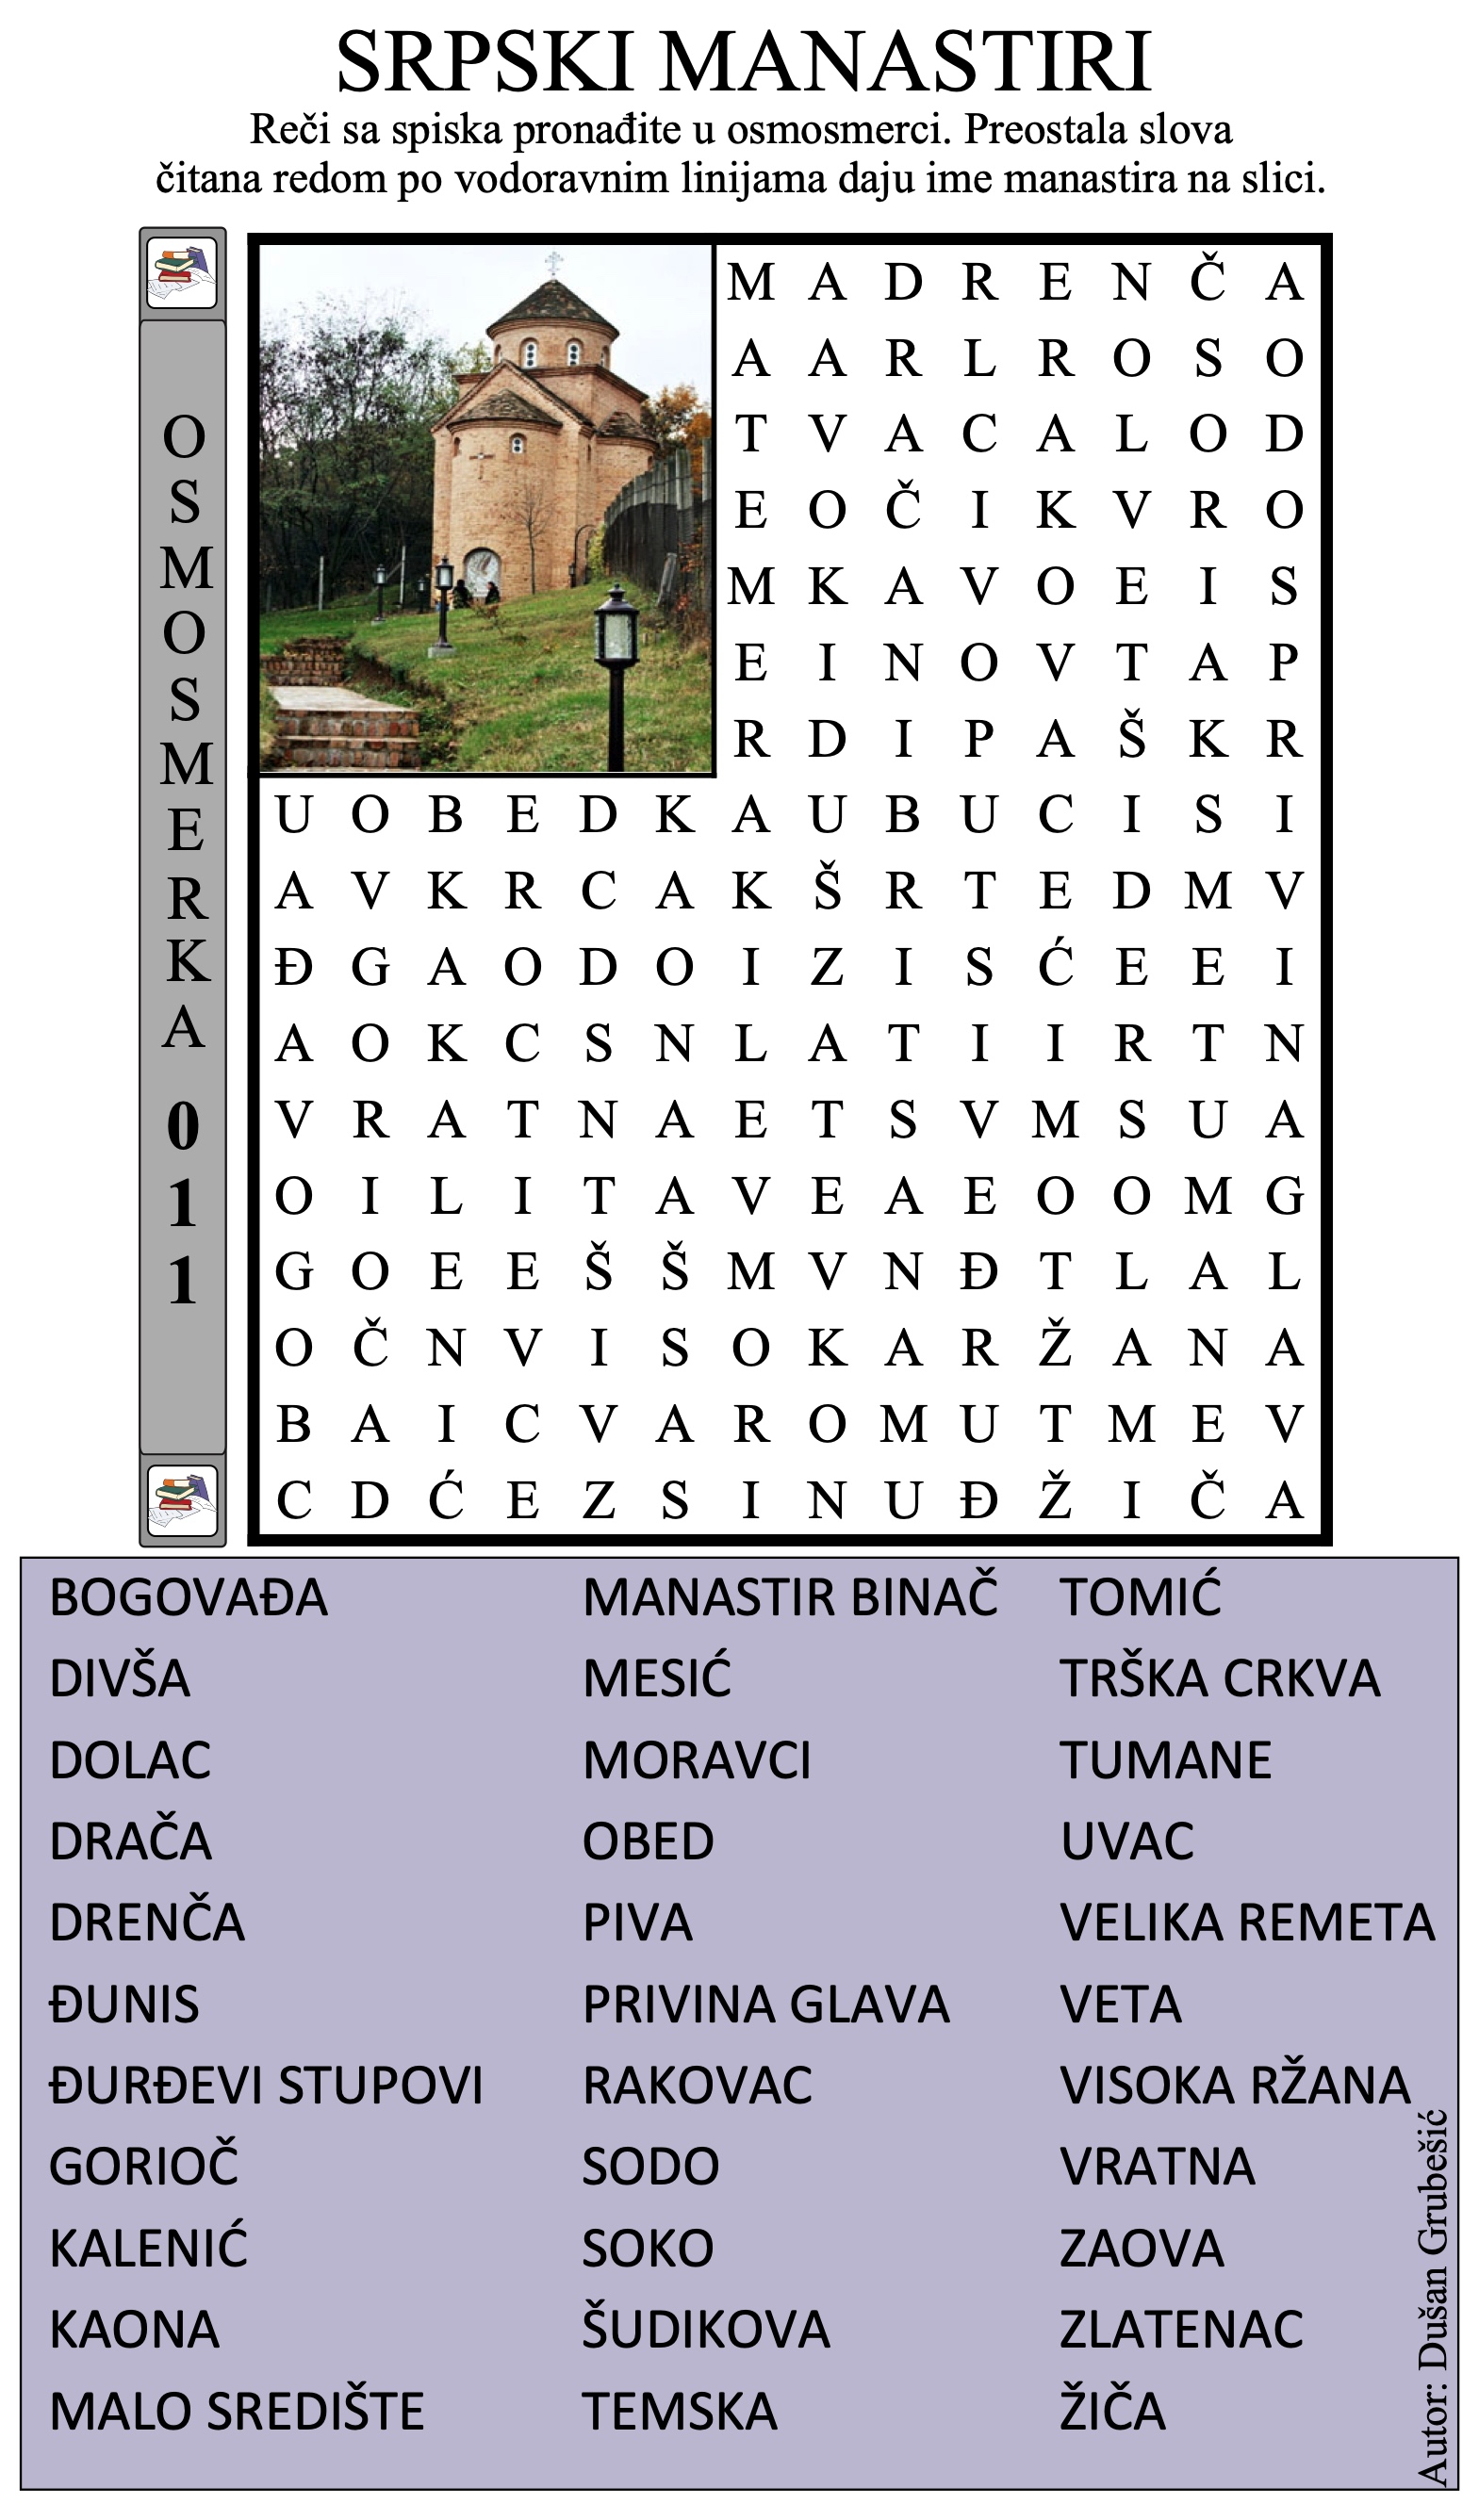 SRPSKI MANASTIRI
Reči sa spiska pronađite u osmosmerci. Preostala slova
čitana redom po vodoravnim linijama daju ime manastira na slici.
OSMOSMERKA 011
M A D R E N Č A
A A R L R O S O
T V A C A L O D
E O Č I K V R O
M K A V O E I S
E I N O V T A P
R D I P A Š K R
U O B E D K A U B U C I S I
A V K R C A K Š R T E D M V
Đ G A O D O I Z I S Ć E E I
A O K C S N L A T I I R T N
V R A T N A E T S V M S U A
O I L I T A V E A E O O M G
G O E E Š Š M V N Đ T L A L
O Č N V I S O K A R Ž A N A
B A I C V A R O M U T M E V
C D Ć E Z S I N U Đ Ž I Č A
BOGOVAĐA
DIVŠA
DOLAC
DRAČA
DRENČA
ĐUNIS
ĐURĐEVI STUPOVI
GORIOČ
KALENIĆ
KAONA
MALO SREDIŠTE
MANASTIR BINAČ
MESIĆ
MORAVCI
OBED
PIVA
PRIVINA GLAVA
RAKOVAC
SODO
SOKO
ŠUDIKOVA
TEMSKA
TOMIĆ
TRŠKA CRKVA
TUMANE
UVAC
VELIKA REMETA
VETA
VISOKA RŽANA
VRATNA
ZAOVA
ZLATENAC
ŽIČA
Autor: Dušan Grubešić